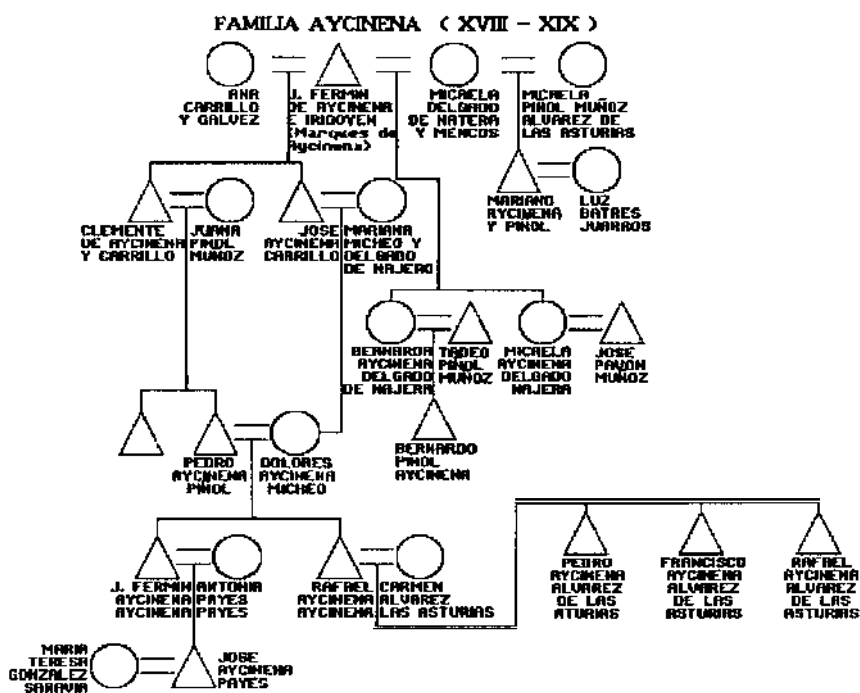 FAMILIA AYCINENA ( XVIII - XIX )
ANA
CARRILLO
Y GALVEZ
J. FERMIN
DE AYCINENA
E IRIGOYEN
(Marques de
Aycinena)
MICAELA
DELGADO
DE NATERA
Y MENCOS
MICAELA
PIÑOL MUÑOZ
ALVAREZ DE
LAS ASTURIAS
MARIANO
AYCINENA
Y PIÑOL
LUZ
BATRES
JUARROS
CLEMENTE
DE AYCINENA
Y CARRILLO
JUANA
PIÑOL
MUÑOZ
JOSE
AYCINENA
CARRILLO
MARIANA
MICHEO Y
DELGADO
DE NAJERO
BERNARDA
AYCINENA
DELGADO
DE NAJERA
TADEO
PIÑOL
MUÑOZ
MICAELA
AYCINENA
DELGADO
NAJERA
JOSE
PAVON
MUÑOZ
PEDRO
AYCINENA
PIÑOL
DOLORES
AYCINENA
MICHEO
BERNARDO
PIÑOL
AYCINENA
J. FERMIN
AYCINENA
AYCINENA
ANTONIA
PAYES
PAYES
RAFAEL
AYCINENA
AYCINENA
CARMEN
ALVAREZ
LAS ASTURIAS
PEDRO
AYCINENA
ALVAREZ
DE LAS
ATURIAS
FRANCISCO
AYCINENA
ALVAREZ
DE LAS
ASTURIAS
RAFAEL
AYCINENA
ALVAREZ
DE LAS
ASTURIAS
MARIA
TERESA
GONZALEZ
SARAVIA
JOSE
AYCINENA
PAYES